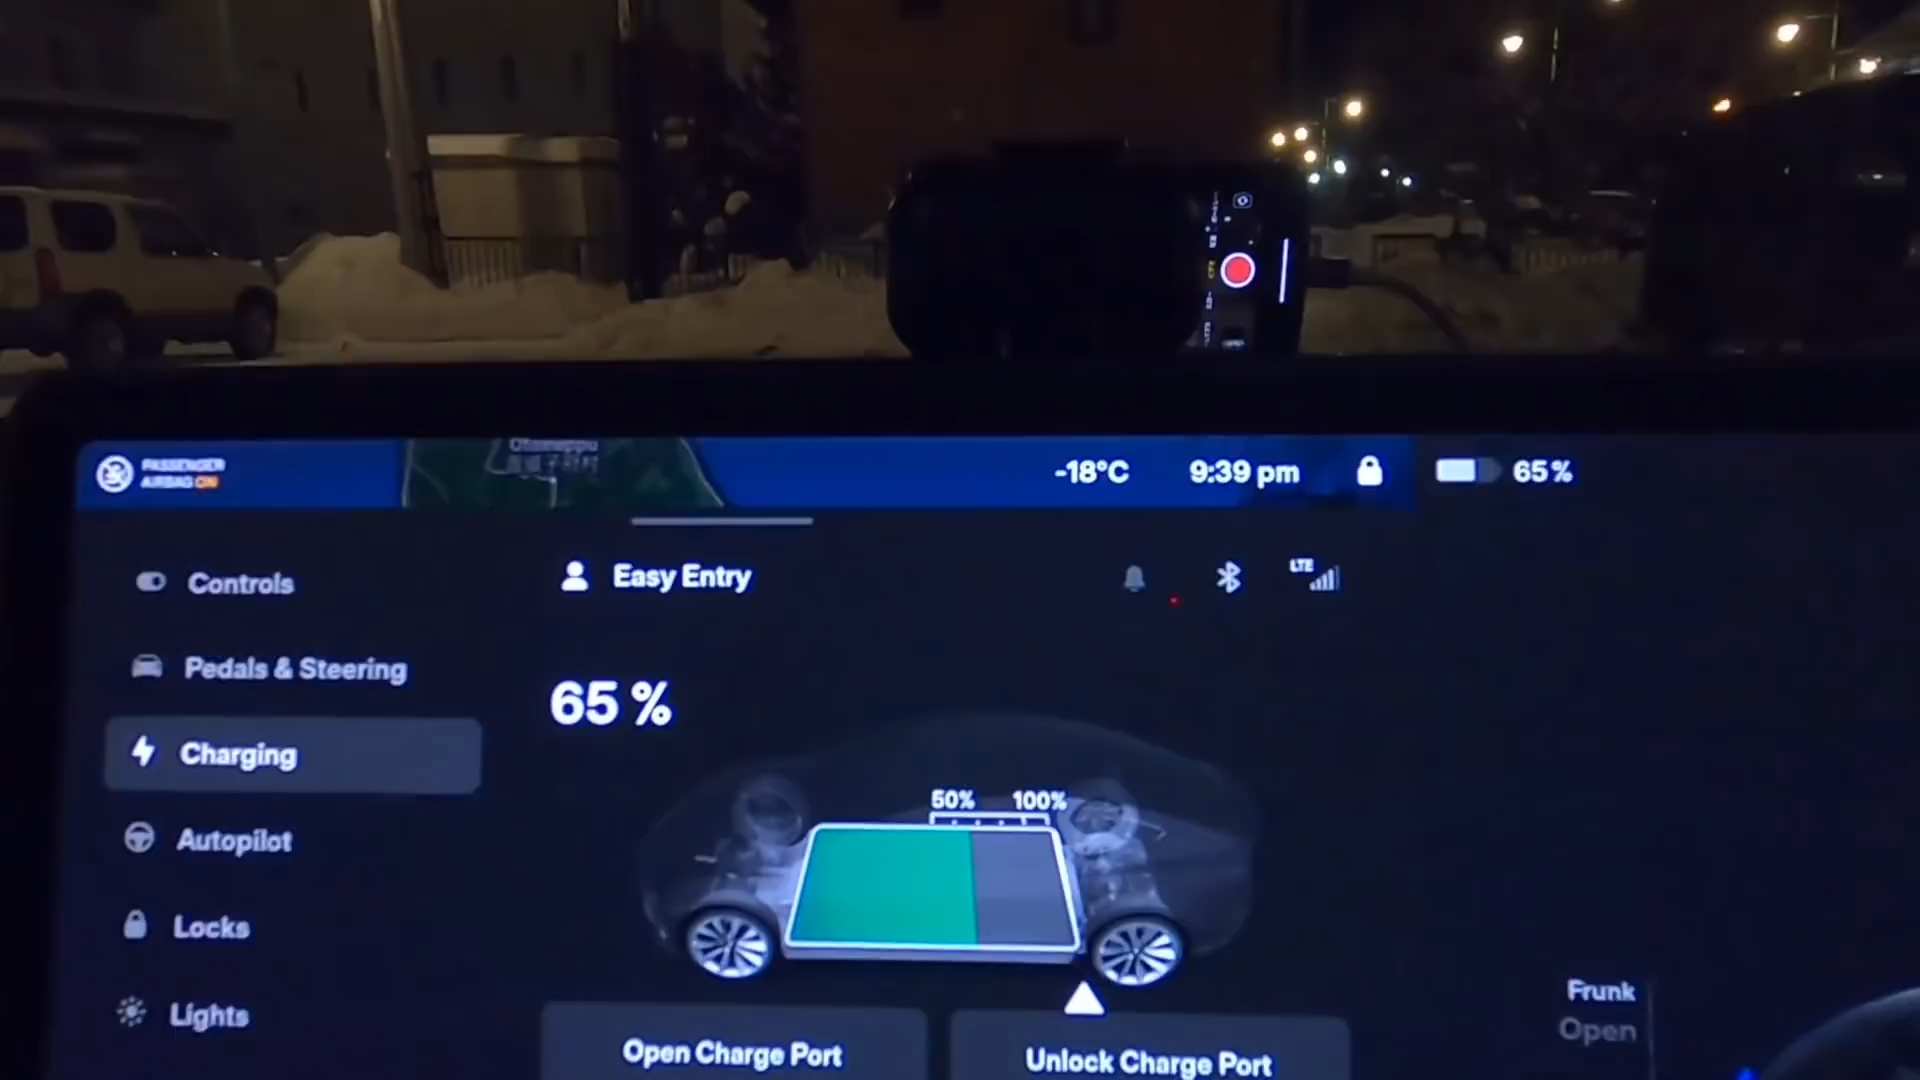 PASSENGER
AIRBAG ON
-18°C
9:39 pm
65%
Controls
Easy Entry
LTE
Pedals & Steering
65 %
Charging
50%
100%
Autopilot
Locks
Lights
Open Charge Port
Unlock Charge Port
Frunk
Open